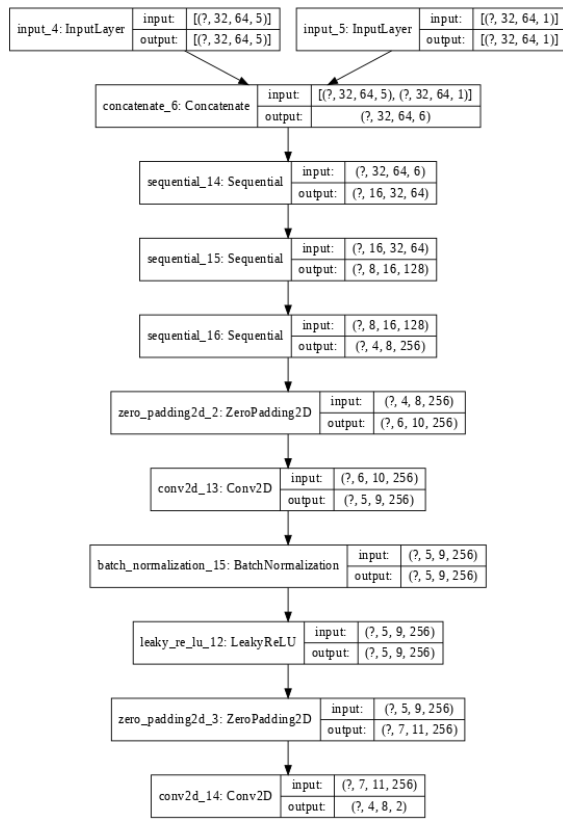 input_4: InputLayer input: [(?, 32, 64, 5)] output: [(?, 32, 64, 5)]
input_5: InputLayer input: [(?, 32, 64, 1)] output: [(?, 32, 64, 1)]
concatenate_6: Concatenate input: [(?, 32, 64, 5), (?, 32, 64, 1)] output: (?, 32, 64, 6)
sequential_14: Sequential input: (?, 32, 64, 6) output: (?, 16, 32, 64)
sequential_15: Sequential input: (?, 16, 32, 64) output: (?, 8, 16, 128)
sequential_16: Sequential input: (?, 8, 16, 128) output: (?, 4, 8, 256)
zero_padding2d_2: ZeroPadding2D input: (?, 4, 8, 256) output: (?, 6, 10, 256)
conv2d_13: Conv2D input: (?, 6, 10, 256) output: (?, 5, 9, 256)
batch_normalization_15: BatchNormalization input: (?, 5, 9, 256) output: (?, 5, 9, 256)
leaky_re_lu_12: LeakyReLU input: (?, 5, 9, 256) output: (?, 5, 9, 256)
zero_padding2d_3: ZeroPadding2D input: (?, 5, 9, 256) output: (?, 7, 11, 256)
conv2d_14: Conv2D input: (?, 7, 11, 256) output: (?, 4, 8, 2)